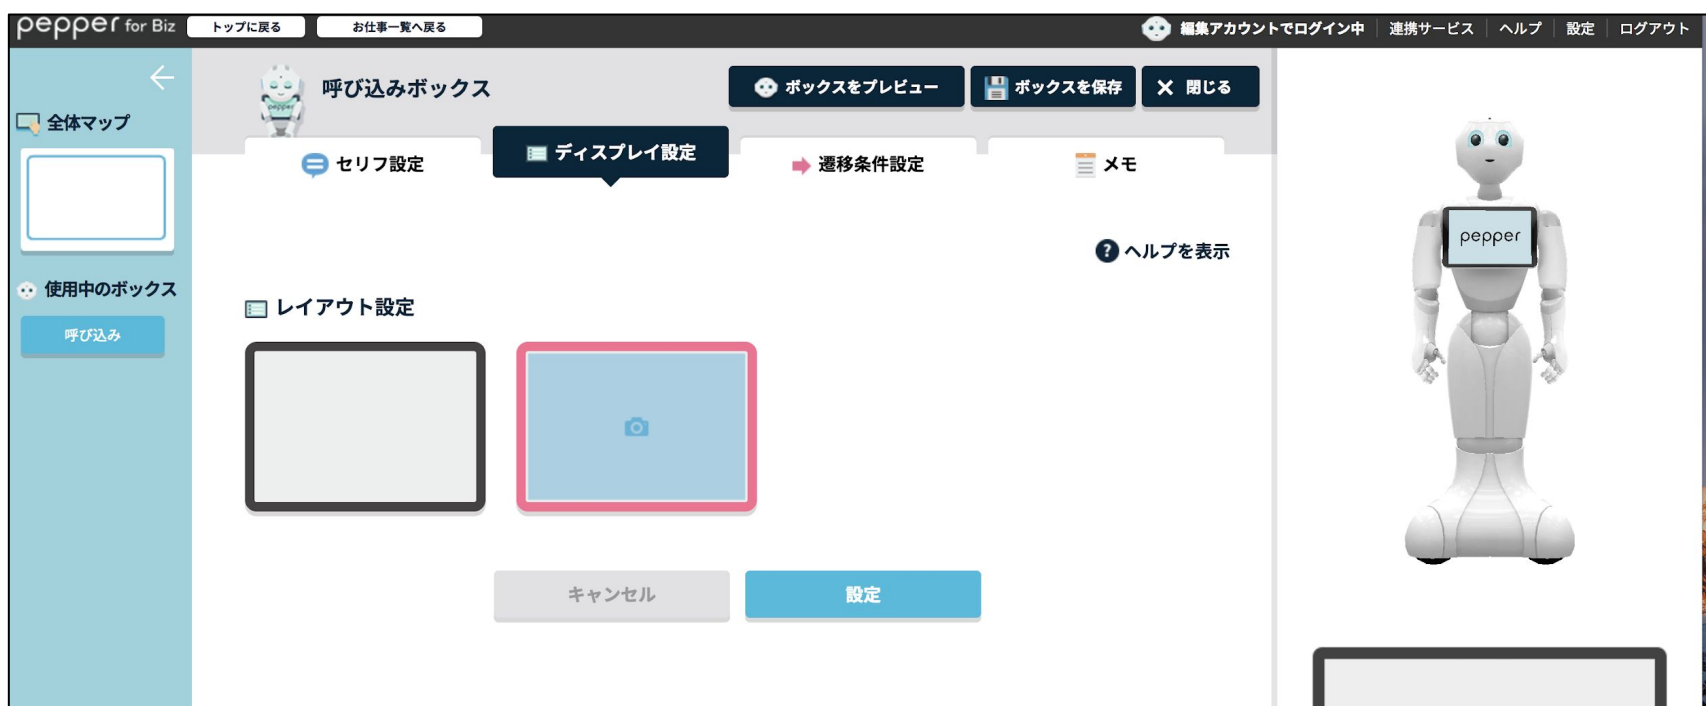 pepper for Biz トップに戻る お仕事一覧へ戻る 編集アカウントでログイン中 連携サービス ヘルプ 設定 ログアウト
呼び込みボックス ボックスをプレビュー ボックスを保存 × 閉じる
全体マップ
セリフ設定 ディスプレイ設定 遷移条件設定 メモ
? ヘルプを表示
使用中のボックス
呼び込み
レイアウト設定
キャンセル 設定
pepper
pepper